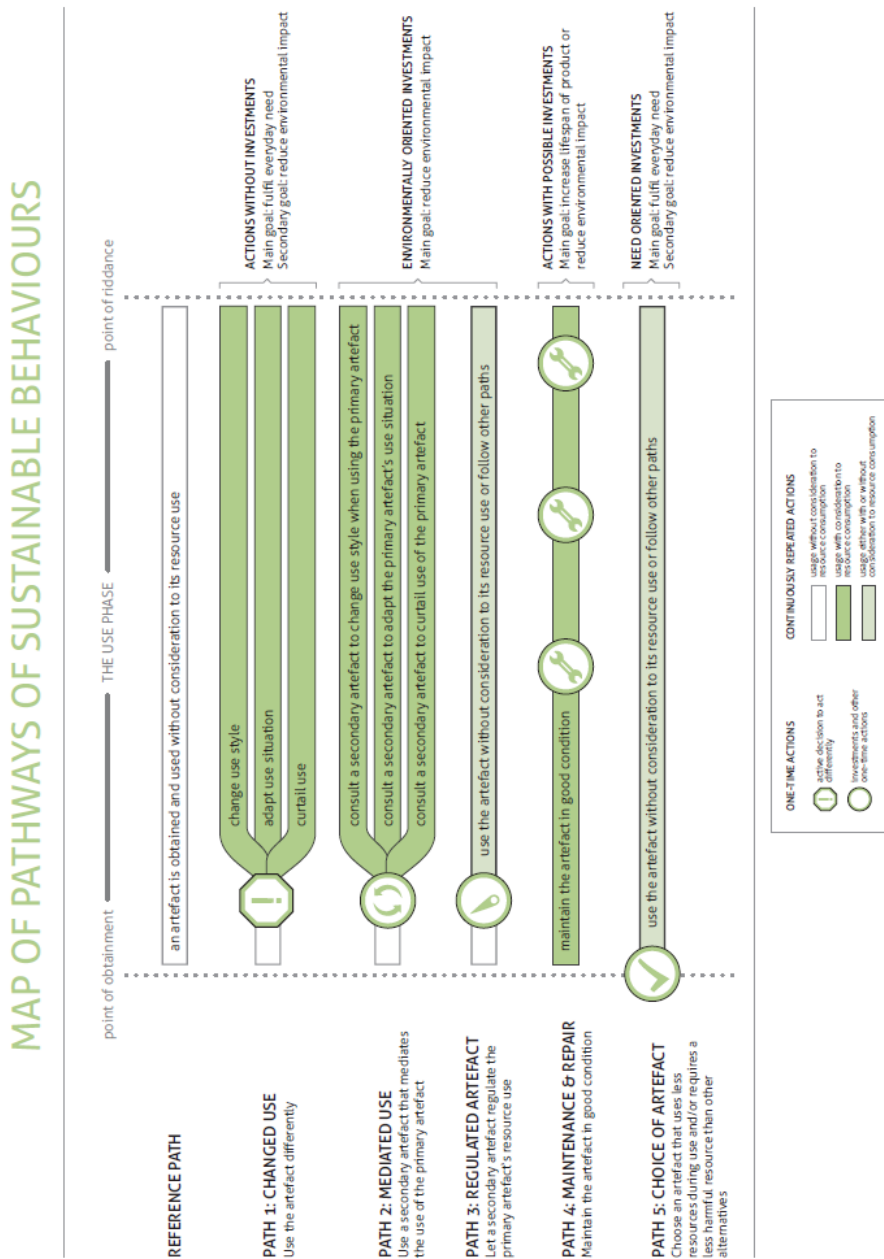 MAP OF PATHWAYS OF SUSTAINABLE BEHAVIOURS
point of obtainment
THE USE PHASE
point of riddance
REFERENCE PATH
an artefact is obtained and used without consideration to its resource use
PATH 1: CHANGED USE
Use the artefact differently
change use style
adapt use situation
curtail use
ACTIONS WITHOUT INVESTMENTS
Main goal: fulfil everyday need
Secondary goal: reduce environmental impact
PATH 2: MEDIATED USE
Use a secondary artefact that mediates
the use of the primary artefact
consult a secondary artefact to change use style when using the primary artefact
consult a secondary artefact to adapt the primary artefact's use situation
consult a secondary artefact to curtail use of the primary artefact
ENVIRONMENTALLY ORIENTED INVESTMENTS
Main goal: reduce environmental impact
PATH 3: REGULATED ARTEFACT
Let a secondary artefact regulate the
primary artefact's resource use
use the artefact without consideration to its resource use or follow other paths
PATH 4: MAINTENANCE & REPAIR
Maintain the artefact in good condition
maintain the artefact in good condition
ACTIONS WITH POSSIBLE INVESTMENTS
Main goal: increase lifespan of product or
reduce environmental impact
PATH 5: CHOICE OF ARTEFACT
Choose an artefact that uses less
resources during use and/or requires a
less harmful resource than other
alternatives
use the artefact without consideration to its resource use or follow other paths
NEED ORIENTED INVESTMENTS
Main goal: fulfil everyday need
Secondary goal: reduce environmental impact
ONE-TIME ACTIONS
active decision to act
differently
investments and other
one-time actions
CONTINUOUSLY REPEATED ACTIONS
usage without consideration to
resource consumption
usage with consideration to
resource consumption
usage either with or without
consideration to resource consumption